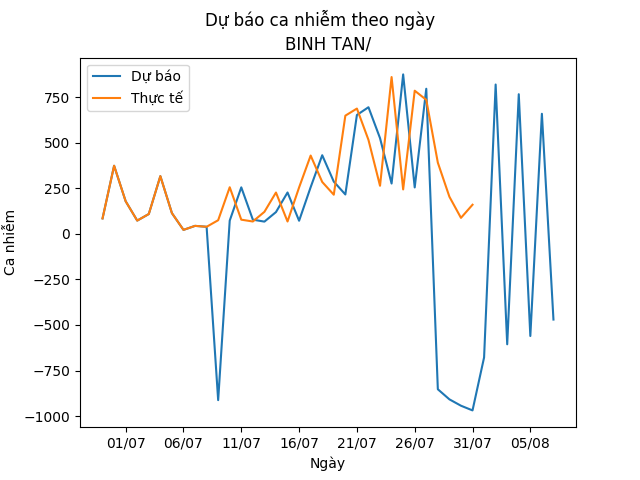 Dự báo ca nhiễm theo ngày
BINH TAN/
Dự báo
Thực tế
Ca nhiễm
750
500
250
0
−250
−500
−750
−1000
01/07 06/07 11/07 16/07 21/07 26/07 31/07 05/08
Ngày